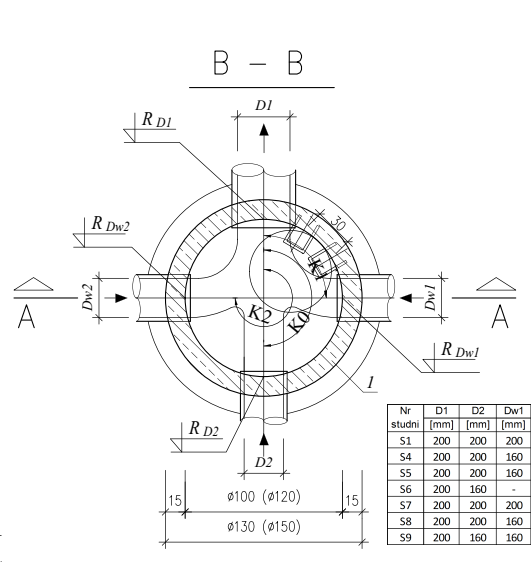 B - B
D1
R D1
30
R Dw2
K1
Dw2
Dw1
K2
K0
A
A
R Dw1
1
R D2
D2
15
ø100 (ø120)
15
ø130 (ø150)
Nr studni D1 [mm] D2 [mm] Dw1 [mm]
S1 200 200 200
S4 200 200 160
S5 200 200 160
S6 200 160 -
S7 200 200 200
S8 200 200 160
S9 200 160 160